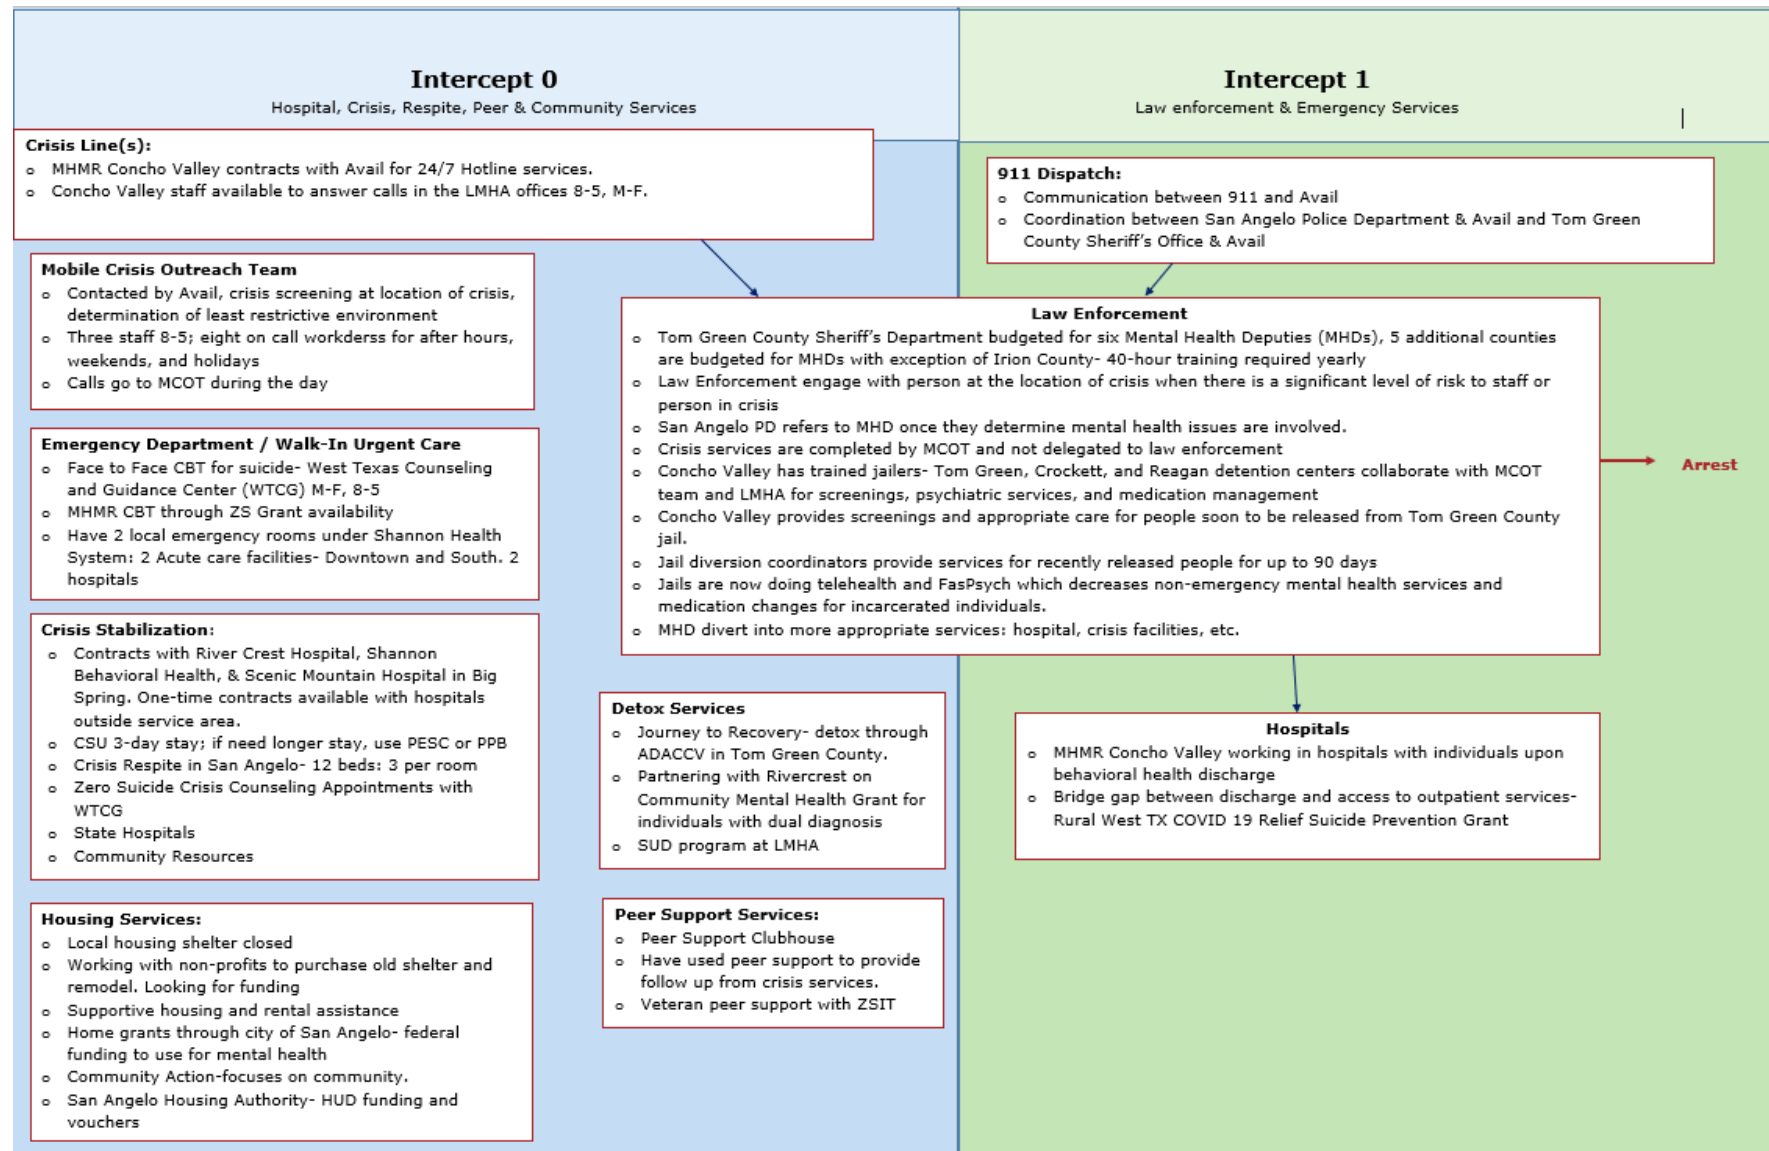 Intercept 0
Hospital, Crisis, Respite, Peer & Community Services
Intercept 1
Law enforcement & Emergency Services
Crisis Line(s):
o MHMR Concho Valley contracts with Avail for 24/7 Hotline services.
o Concho Valley staff available to answer calls in the LMHA offices 8-5, M-F.
911 Dispatch:
o Communication between 911 and Avail
o Coordination between San Angelo Police Department & Avail and Tom Green
County Sheriff's Office & Avail
Mobile Crisis Outreach Team
o Contacted by Avail, crisis screening at location of crisis,
determination of least restrictive environment
o Three staff 8-5; eight on call workderss for after hours,
weekends, and holidays
o Calls go to MCOT during the day
Law Enforcement
o Tom Green County Sheriff's Department budgeted for six Mental Health Deputies (MHDs), 5 additional counties
are budgeted for MHDs with exception of Irion County- 40-hour training required yearly
o Law Enforcement engage with person at the location of crisis when there is a significant level of risk to staff or
person in crisis
o San Angelo PD refers to MHD once they determine mental health issues are involved.
o Crisis services are completed by MCOT and not delegated to law enforcement
o Concho Valley has trained jailers- Tom Green, Crockett, and Reagan detention centers collaborate with MCOT
team and LMHA for screenings, psychiatric services, and medication management
o Concho Valley provides screenings and appropriate care for people soon to be released from Tom Green County
jail.
o Jail diversion coordinators provide services for recently released people for up to 90 days
o Jails are now doing telehealth and FasPsych which decreases non-emergency mental health services and
medication changes for incarcerated individuals.
o MHD divert into more appropriate services: hospital, crisis facilities, etc.
Arrest
Emergency Department / Walk-In Urgent Care
o Face to Face CBT for suicide- West Texas Counseling
and Guidance Center (WTCG) M-F, 8-5
o MHMR CBT through ZS Grant availability
o Have 2 local emergency rooms under Shannon Health
System: 2 Acute care facilities- Downtown and South. 2
hospitals
Crisis Stabilization:
o Contracts with River Crest Hospital, Shannon
Behavioral Health, & Scenic Mountain Hospital in Big
Spring. One-time contracts available with hospitals
outside service area.
o CSU 3-day stay; if need longer stay, use PESC or PPB
o Crisis Respite in San Angelo- 12 beds: 3 per room
o Zero Suicide Crisis Counseling Appointments with
WTCG
o State Hospitals
o Community Resources
Detox Services
o Journey to Recovery- detox through
ADACCV in Tom Green County.
o Partnering with Rivercrest on
Community Mental Health Grant for
individuals with dual diagnosis
o SUD program at LMHA
Hospitals
o MHMR Concho Valley working in hospitals with individuals upon
behavioral health discharge
o Bridge gap between discharge and access to outpatient services-
Rural West TX COVID 19 Relief Suicide Prevention Grant
Housing Services:
o Local housing shelter closed
o Working with non-profits to purchase old shelter and
remodel. Looking for funding
o Supportive housing and rental assistance
o Home grants through city of San Angelo- federal
funding to use for mental health
o Community Action-focuses on community.
o San Angelo Housing Authority- HUD funding and
vouchers
Peer Support Services:
o Peer Support Clubhouse
o Have used peer support to provide
follow up from crisis services.
o Veteran peer support with ZSIT